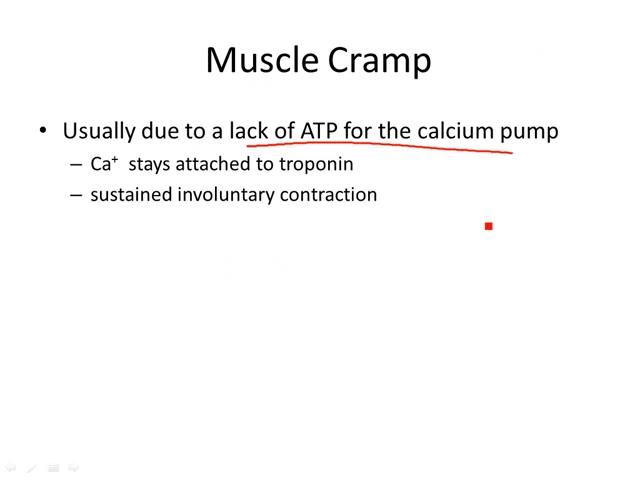 Muscle Cramp
• Usually due to a lack of ATP for the calcium pump
– Ca⁺ stays attached to troponin
– sustained involuntary contraction